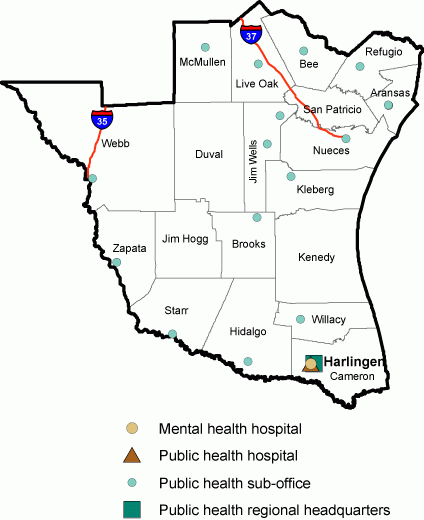 37
McMullen
Bee
Refugio
Live Oak
Aransas
San Patricio
35
Webb
Duval
Jim Wells
Nueces
Kleberg
Zapata
Jim Hogg
Brooks
Kenedy
Starr
Hidalgo
Willacy
Harlingen
Cameron
Mental health hospital
Public health hospital
Public health sub-office
Public health regional headquarters